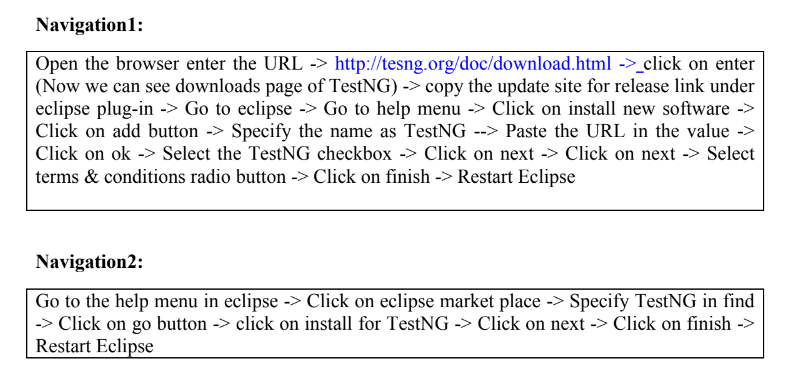 Navigation1:
Open the browser enter the URL -> http://tesng.org/doc/download.html ->_click on enter
(Now we can see downloads page of TestNG) -> copy the update site for release link under
eclipse plug-in -> Go to eclipse -> Go to help menu -> Click on install new software ->
Click on add button -> Specify the name as TestNG --> Paste the URL in the value ->
Click on ok -> Select the TestNG checkbox -> Click on next -> Click on next -> Select
terms & conditions radio button -> Click on finish -> Restart Eclipse
Navigation2:
Go to the help menu in eclipse -> Click on eclipse market place -> Specify TestNG in find
-> Click on go button -> click on install for TestNG -> Click on next -> Click on finish ->
Restart Eclipse